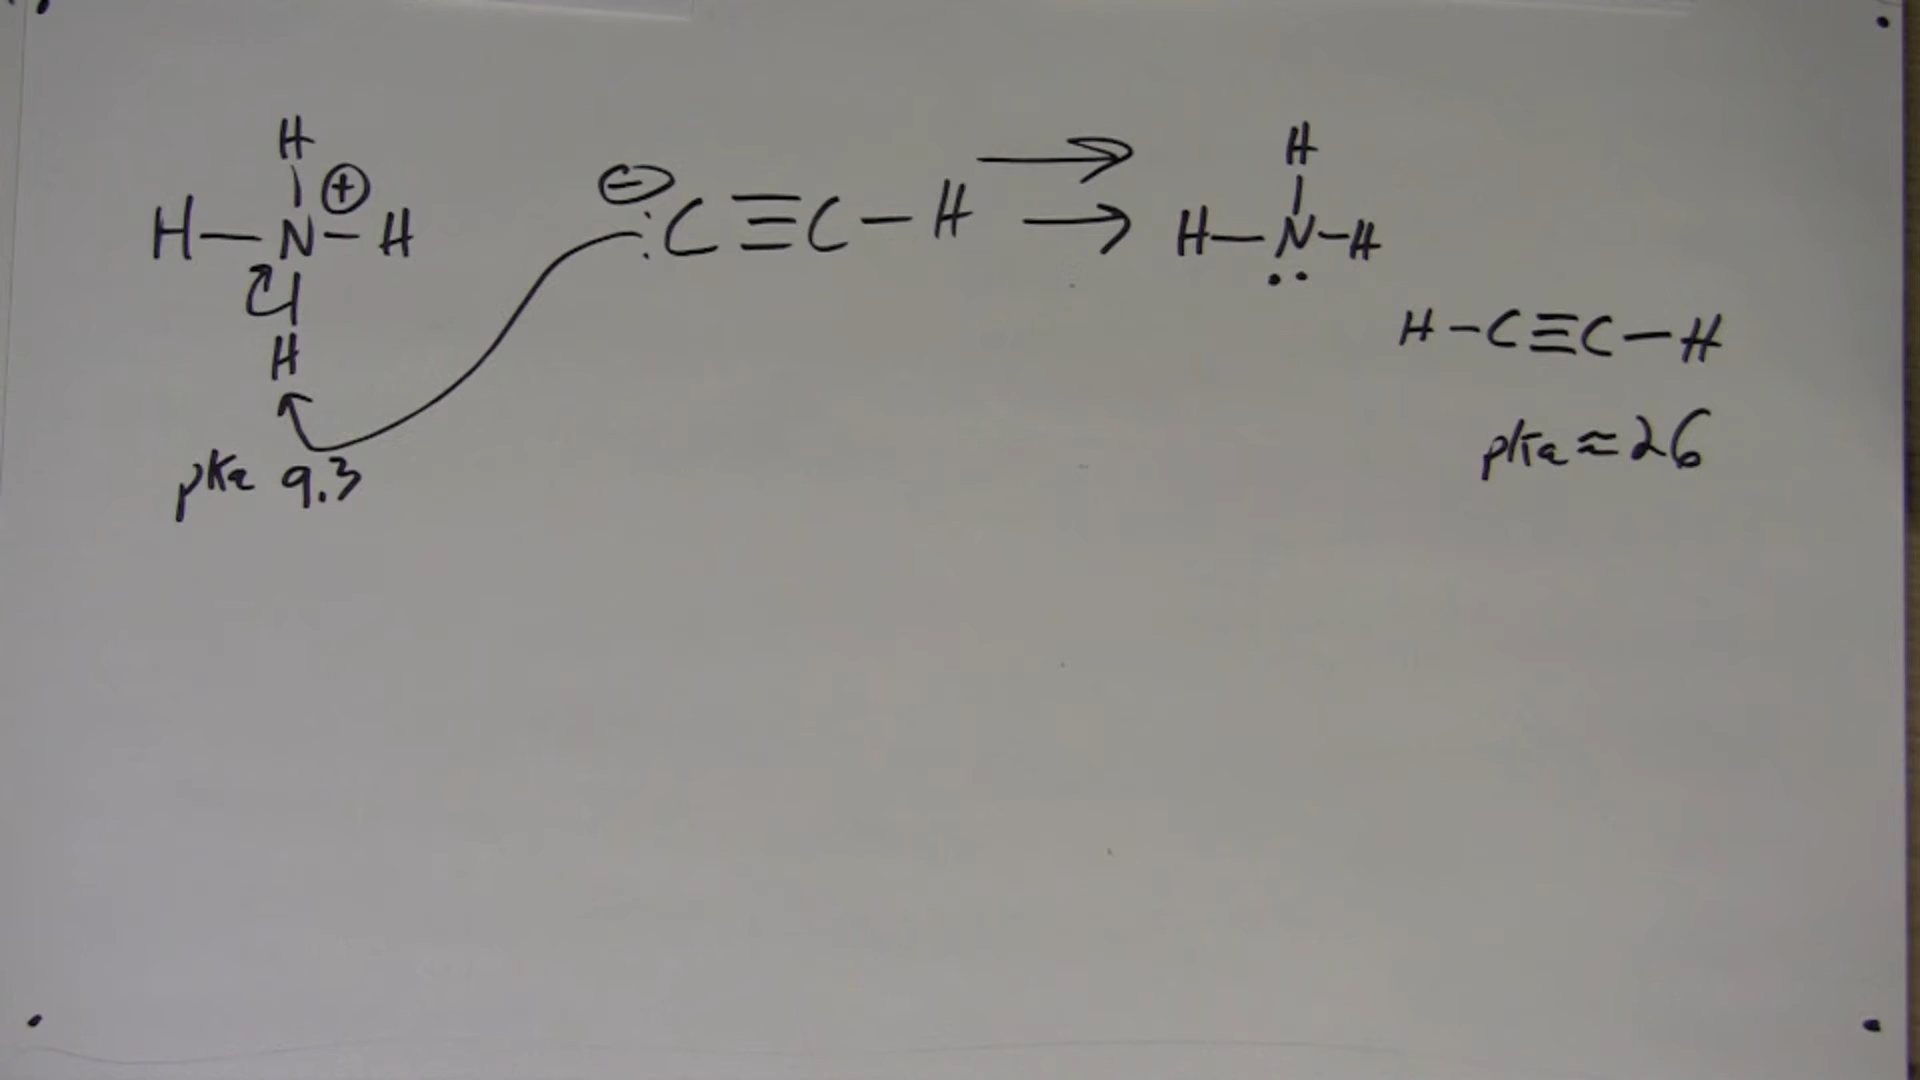 H
H—N⊕—H
H
⊖:C≡C—H
→
→
H
H—N—H
••
H—C≡C—H
pKa 9.3
pKa≈26